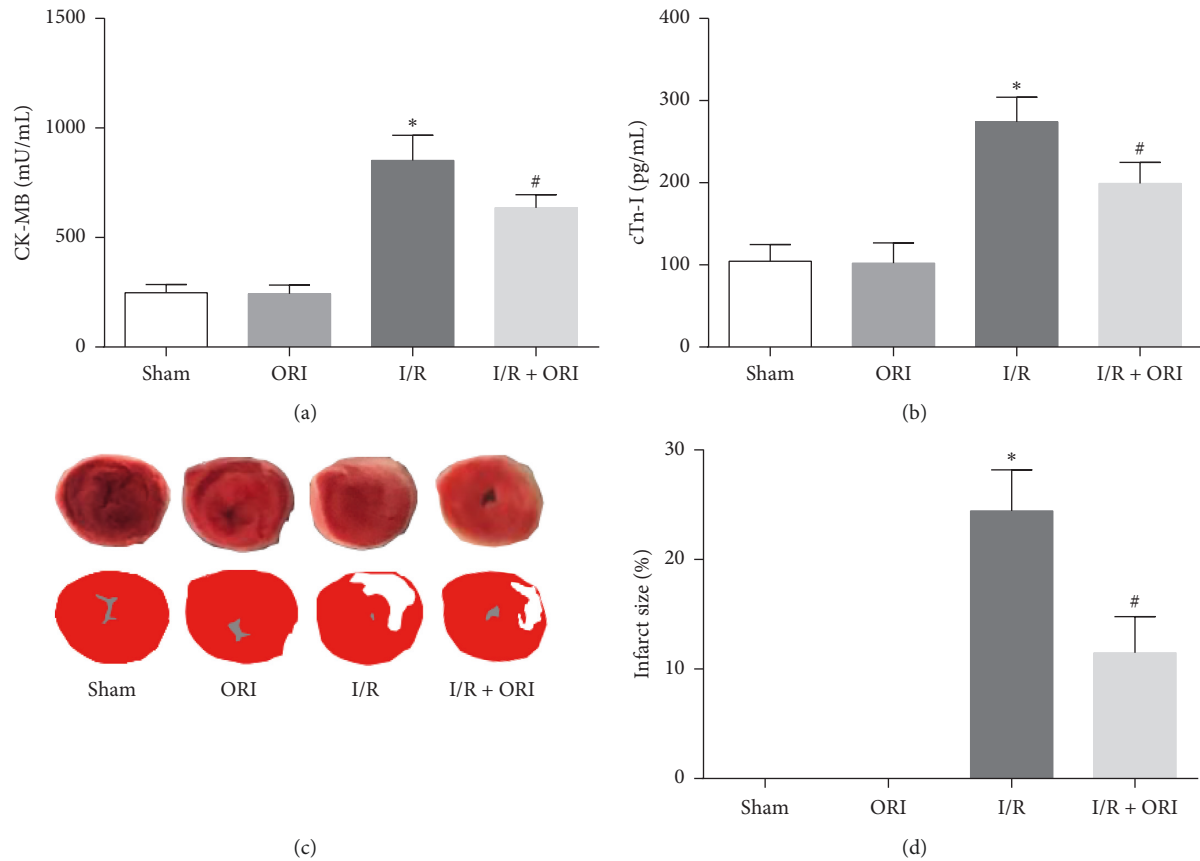 1500
1000
500
0
CK-MB (mU/mL)
*
#
Sham ORI I/R I/R + ORI
(a)
400
300
200
100
0
cTn-I (pg/mL)
*
#
Sham ORI I/R I/R + ORI
(b)
Sham ORI I/R I/R + ORI
(c)
30
20
10
0
Infarct size (%)
*
#
Sham ORI I/R I/R + ORI
(d)